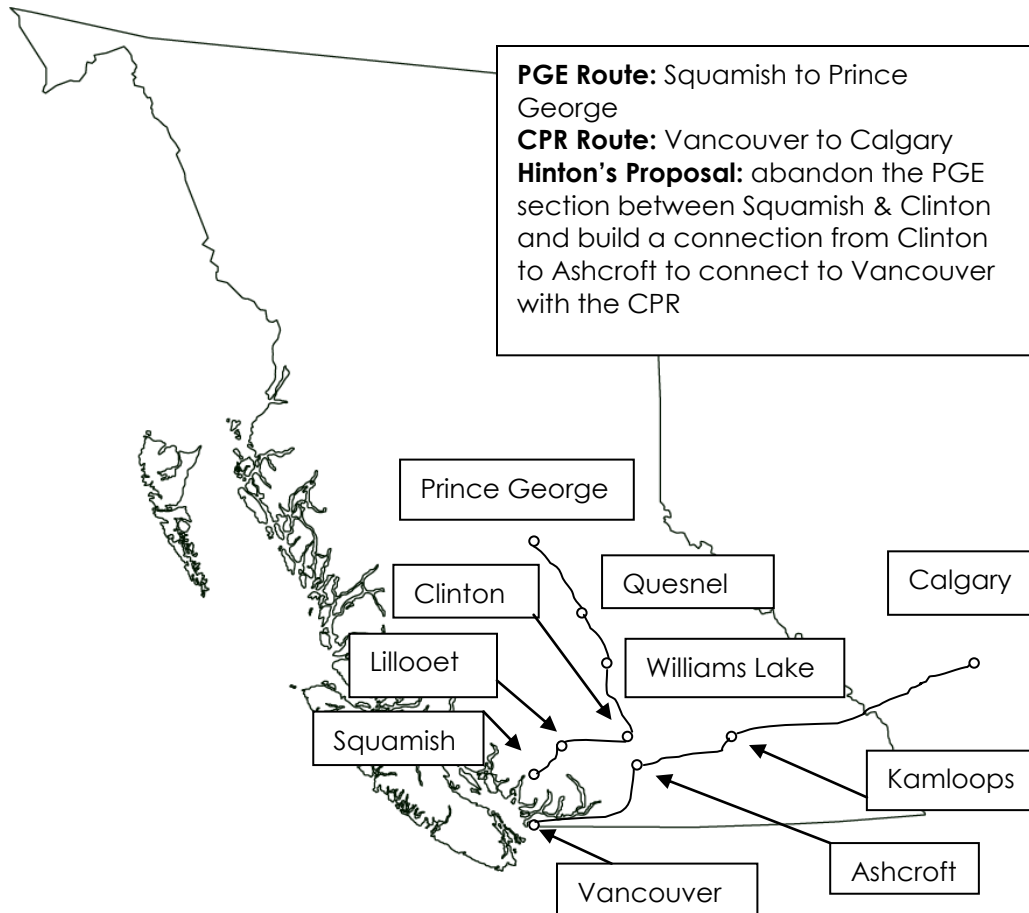 PGE Route: Squamish to Prince
George
CPR Route: Vancouver to Calgary
Hinton’s Proposal: abandon the PGE
section between Squamish & Clinton
and build a connection from Clinton
to Ashcroft to connect to Vancouver
with the CPR
Prince George
Quesnel
Calgary
Clinton
Lillooet
Williams Lake
Squamish
Kamloops
Ashcroft
Vancouver